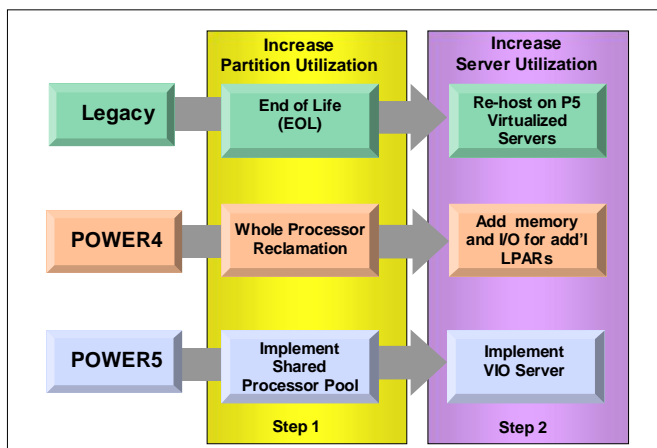 Increase
Partition Utilization
Increase
Server Utilization
Legacy
End of Life
(EOL)
Re-host on P5
Virtualized
Servers
POWER4
Whole Processor
Reclamation
Add memory
and I/O for add'l
LPARs
POWER5
Implement
Shared
Processor Pool
Implement
VIO Server
Step 1
Step 2